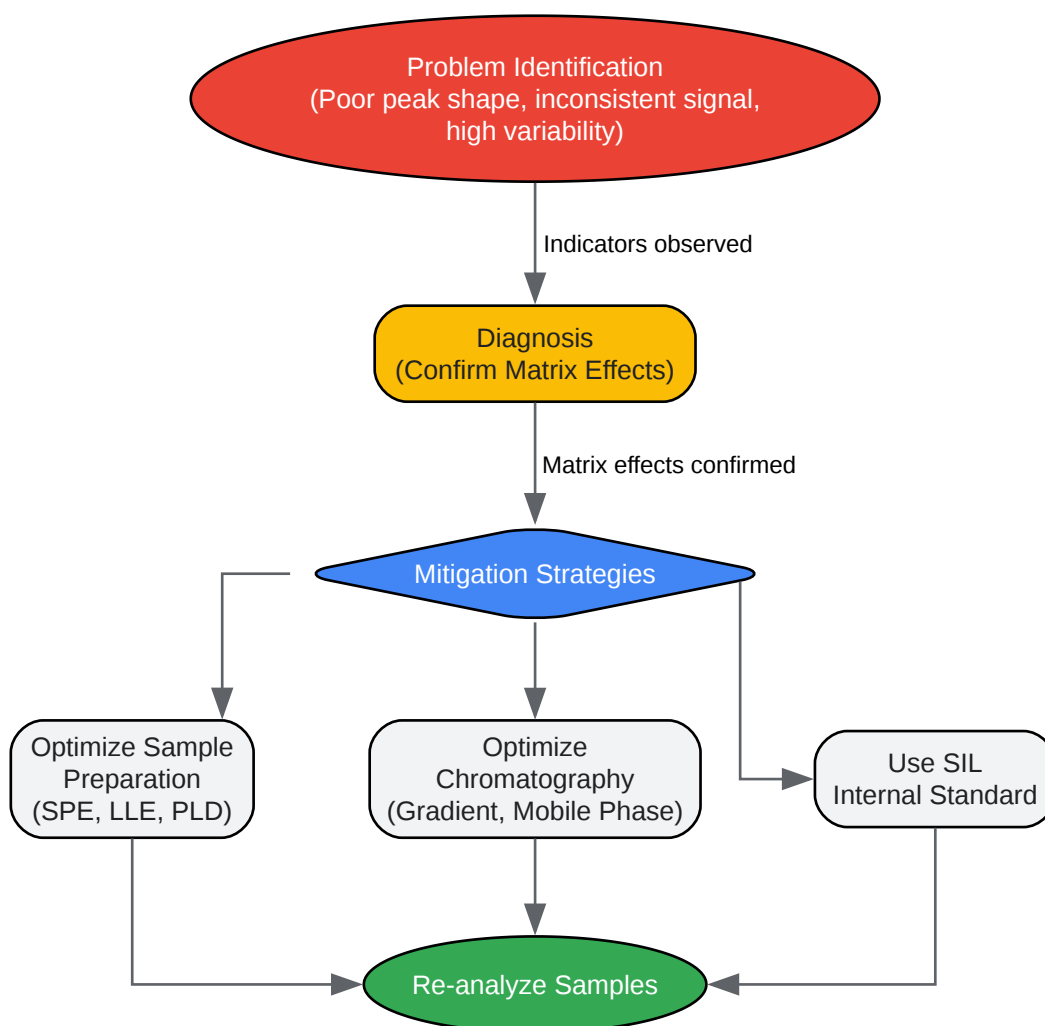 Problem Identification
(Poor peak shape, inconsistent signal,
high variability)
Indicators observed
Diagnosis
(Confirm Matrix Effects)
Matrix effects confirmed
Mitigation Strategies
Optimize Sample
Preparation
(SPE, LLE, PLD)
Optimize
Chromatography
(Gradient, Mobile Phase)
Use SIL
Internal Standard
Re-analyze Samples